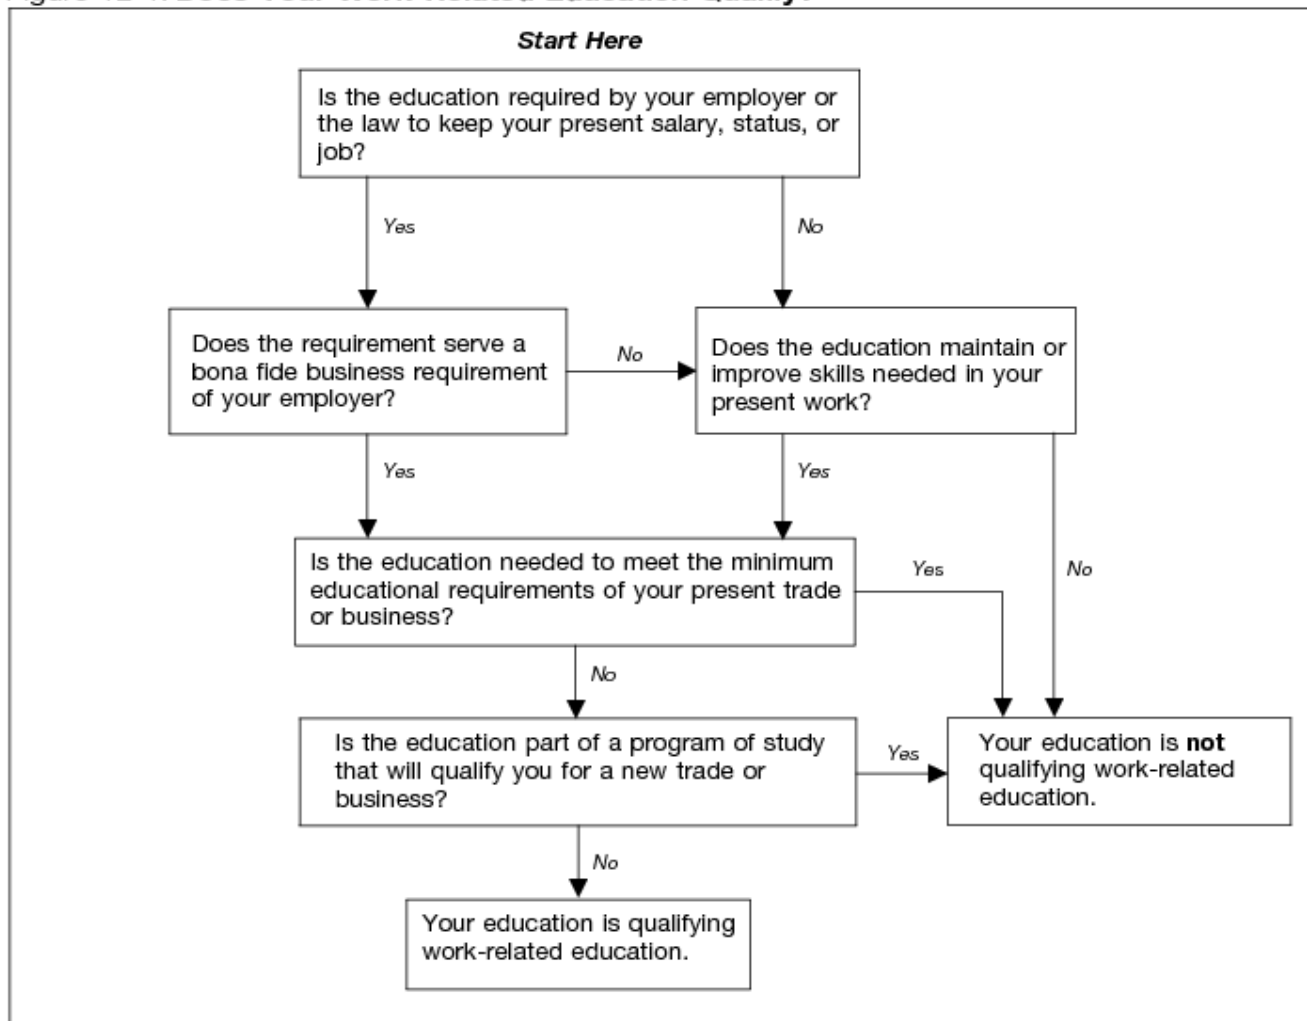 Start Here
Is the education required by your employer or
the law to keep your present salary, status, or
job?
Yes
No
Does the requirement serve a
bona fide business requirement
of your employer?
No
Does the education maintain or
improve skills needed in your
present work?
Yes
Yes
No
Is the education needed to meet the minimum
educational requirements of your present trade
or business?
Yes
No
Is the education part of a program of study
that will qualify you for a new trade or
business?
Yes
Your education is not
qualifying work-related
education.
No
Your education is qualifying
work-related education.